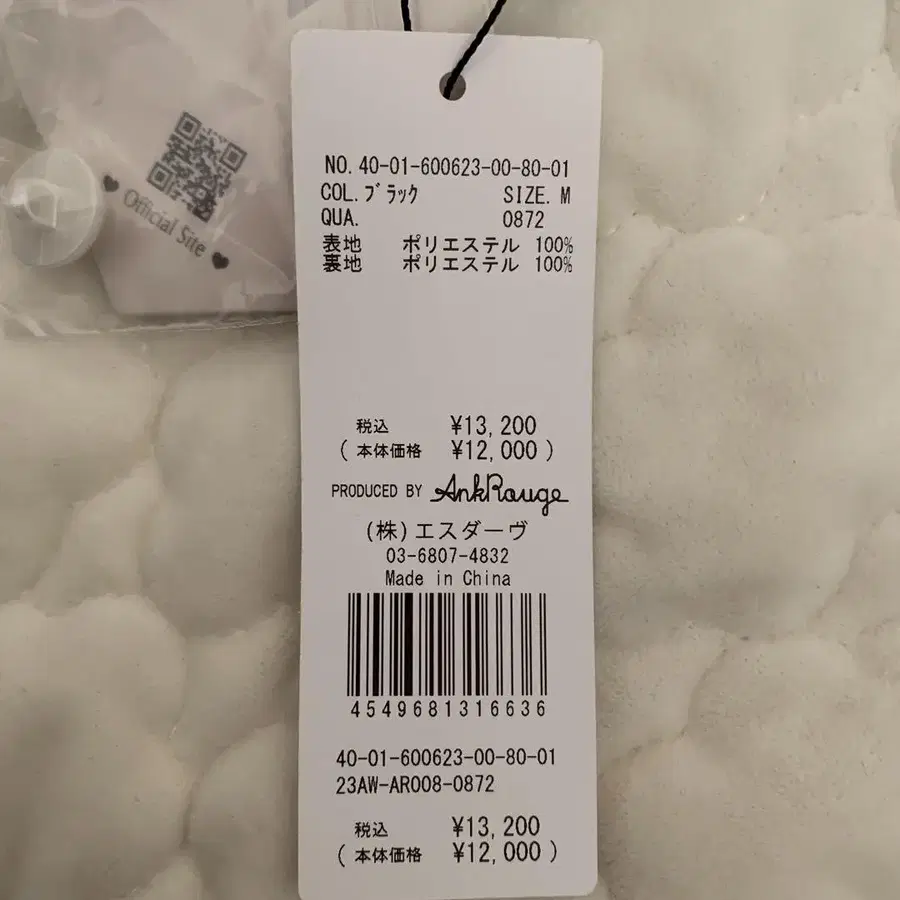 ♥ Official Site ♥
NO. 40-01-600623-00-80-01
COL. ブラック SIZE. M
QUA. 0872
表地 ポリエステル 100%
裏地 ポリエステル 100%
税込 ¥13,200
( 本体価格 ¥12,000 )
PRODUCED BY AnkRouge
(株)エスダーヴ
03-6807-4832
Made in China
4549681316636
40-01-600623-00-80-01
23AW-AR008-0872
税込 ¥13,200
( 本体価格 ¥12,000 )